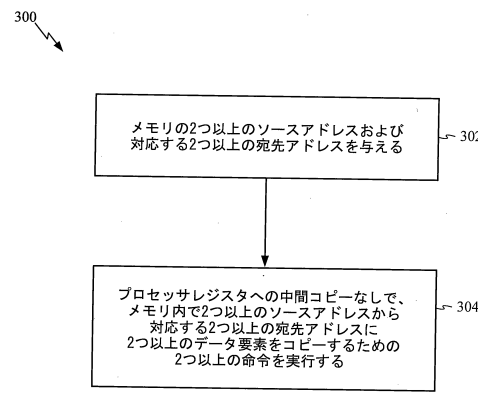 300
メモリの2つ以上のソースアドレスおよび
対応する2つ以上の宛先アドレスを与える
302
プロセッサレジスタへの中間コピーなしで、
メモリ内で2つ以上のソースアドレスから
対応する2つ以上の宛先アドレスに
2つ以上のデータ要素をコピーするための
2つ以上の命令を実行する
304